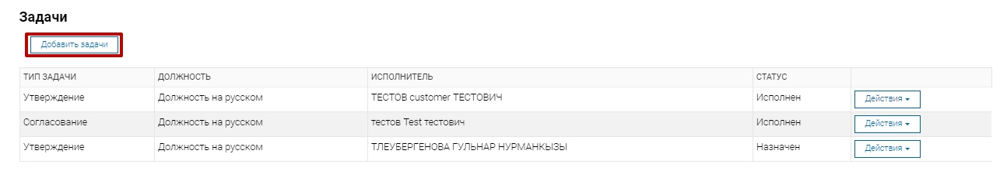 Задачи
Добавить задачи
ТИП ЗАДАЧИ ДОЛЖНОСТЬ ИСПОЛНИТЕЛЬ СТАТУС
Утверждение Должность на русском ТЕСТОВ customer ТЕСТОВИЧ Исполнен Действия
Согласование Должность на русском тестов Test тестович Исполнен Действия
Утверждение Должность на русском ТЛЕУБЕРГЕНОВА ГУЛЬНАР НУРМАНКЫЗЫ Назначен Действия